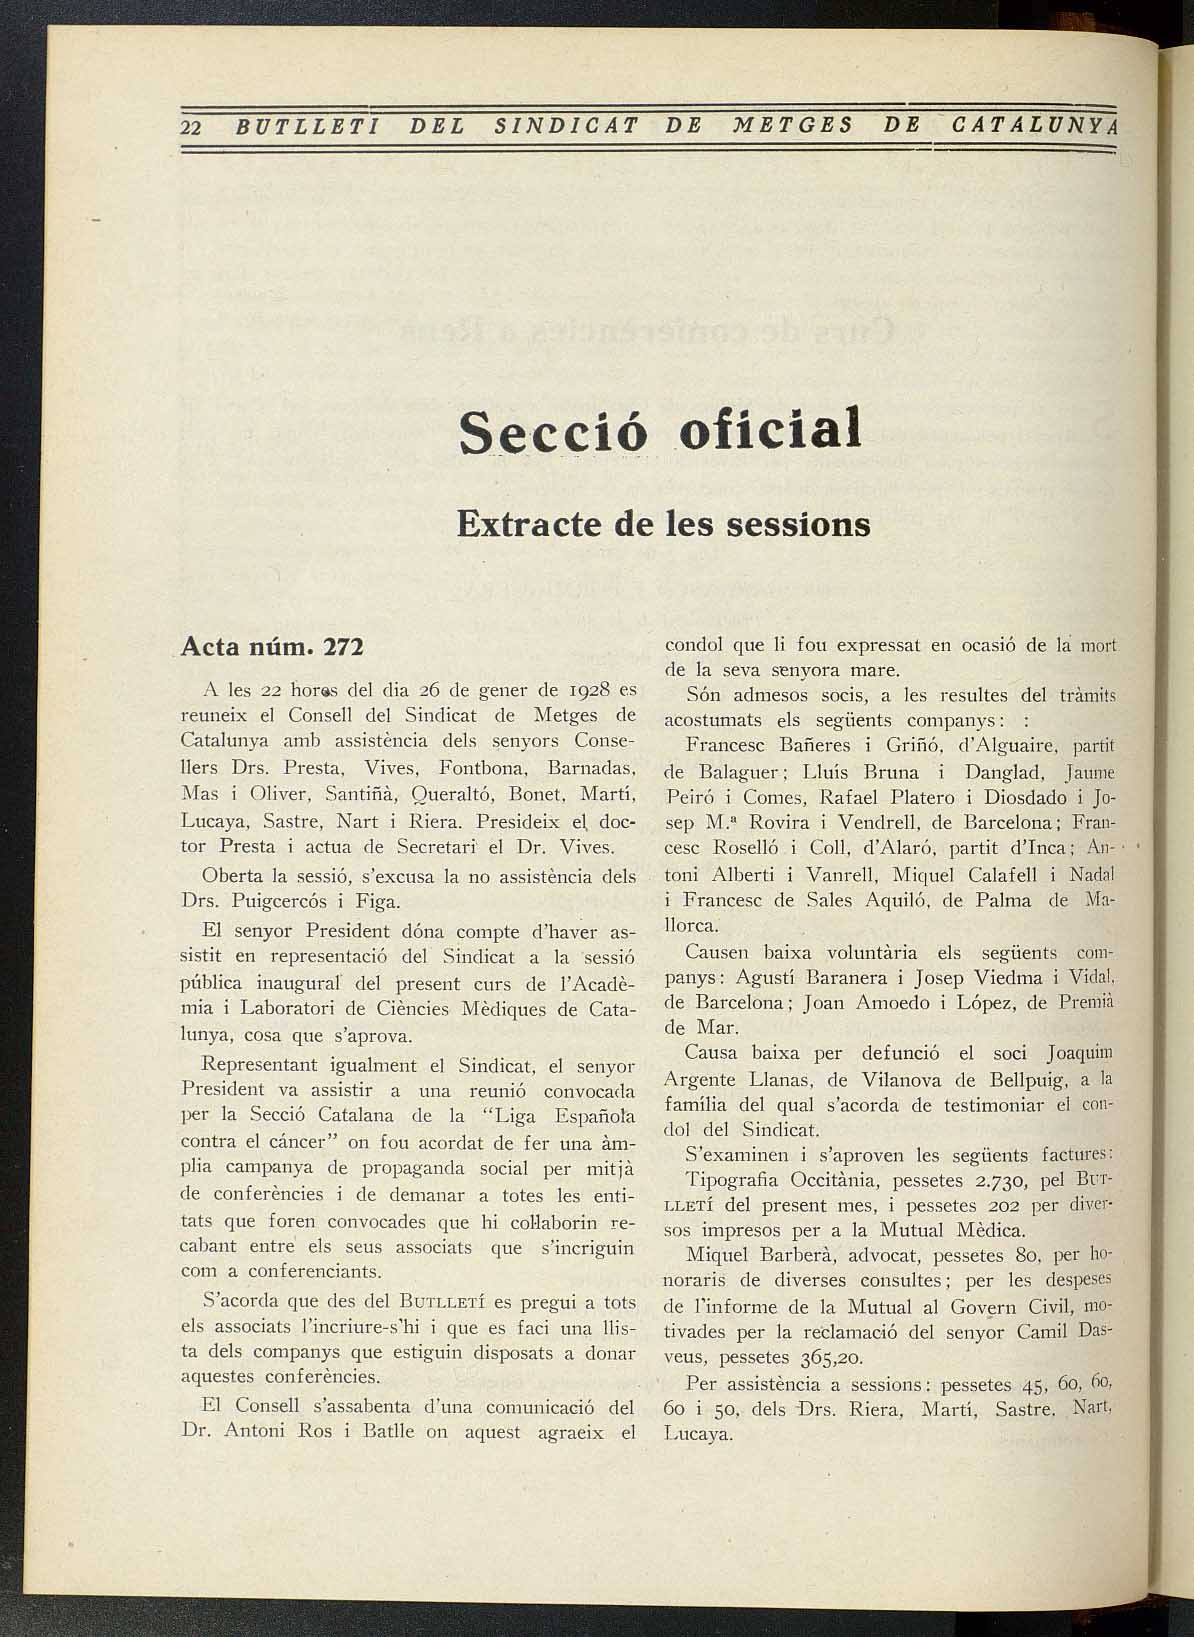 22 BUTLLETI DEL SINDICAT DE METGES DE CATALUNYA
Secció oficial
Extracte de les sessions
Acta núm. 272
A les 22 hores del dia 26 de gener de 1928 es
reuneix el Consell del Sindicat de Metges de
Catalunya amb assistència dels senyors Conse-
llers Drs. Presta, Vives, Fontbona, Barnadas,
Mas i Oliver, Santiñà, Queraltó, Bonet, Martí,
Lucaya, Sastre, Nart i Riera. Presideix el doc-
tor Presta i actua de Secretari el Dr. Vives.
Oberta la sessió, s'excusa la no assistència dels
Drs. Puigcercós i Figa.
El senyor President dóna compte d'haver as-
sistit en representació del Sindicat a la sessió
pública inaugural del present curs de l'Acadè-
mia i Laboratori de Ciències Mèdiques de Cata-
lunya, cosa que s'aprova.
Representant igualment el Sindicat, el senyor
President va assistir a una reunió convocada
per la Secció Catalana de la "Liga Española
contra el cáncer" on fou acordat de fer una àm-
plia campanya de propaganda social per mitjà
de conferències i de demanar a totes les enti-
tats que foren convocades que hi col·laborin re-
cabant entre els seus associats que s'incriguin
com a conferenciants.
S'acorda que des del BUTLLETÍ es pregui a tots
els associats l'incriure-s'hi i que es faci una llis-
ta dels companys que estiguin disposats a donar
aquestes conferències.
El Consell s'assabenta d'una comunicació del
Dr. Antoni Ros i Batlle on aquest agraeix el
condol que li fou expressat en ocasió de la mort
de la seva senyora mare.
Són admesos socis, a les resultes del tràmits
acostumats els següents companys: :
Francesc Bañeres i Griñó, d'Alguaire, partit
de Balaguer; Lluís Bruna i Danglad, Jaume
Peiró i Comes, Rafael Platero i Diosdado i Jo-
sep M.ª Rovira i Vendrell, de Barcelona; Fran-
cesc Roselló i Coll, d'Alaró, partit d'Inca; An-
toni Alberti i Vanrell, Miquel Calafell i Nadal
i Francesc de Sales Aquiló, de Palma de Ma-
llorca.
Causen baixa voluntària els següents com-
panys: Agustí Baranera i Josep Viedma i Vidal,
de Barcelona; Joan Amoedo i López, de Premià
de Mar.
Causa baixa per defunció el soci Joaquim
Argente Llanas, de Vilanova de Bellpuig, a la
família del qual s'acorda de testimoniar el con-
dol del Sindicat.
S'examinen i s'aproven les següents factures:
Tipografia Occitània, pessetes 2.730, pel BUT-
LLETÍ del present mes, i pessetes 202 per diver-
sos impresos per a la Mutual Mèdica.
Miquel Barberà, advocat, pessetes 80, per ho-
noraris de diverses consultes; per les despeses
de l'informe de la Mutual al Govern Civil, mo-
tivades per la reclamació del senyor Camil Das-
veus, pessetes 365,20.
Per assistència a sessions: pessetes 45, 60, 60,
60 i 50, dels Drs. Riera, Martí, Sastre, Nart,
Lucaya.